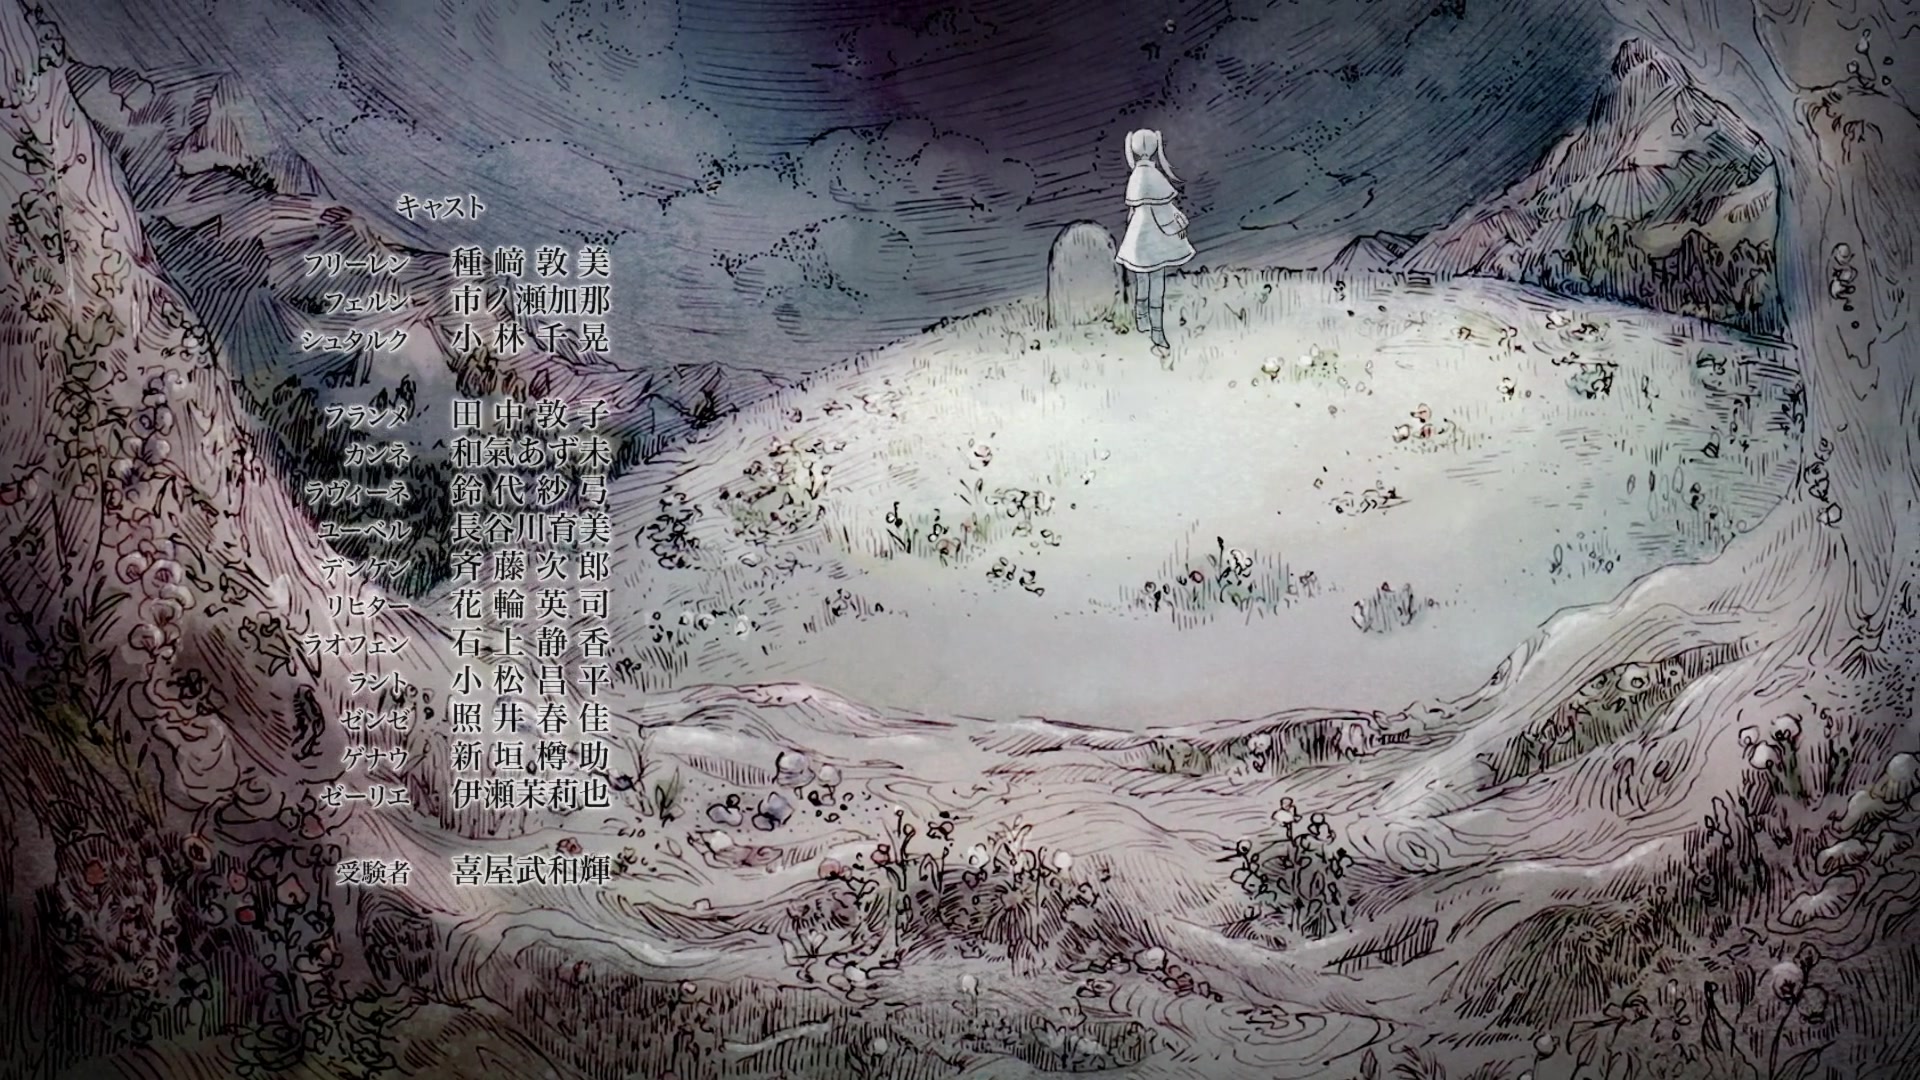 キャスト
フリーレン 種﨑敦美
フェルン 市ノ瀬加那
シュタルク 小林千晃
フランメ 田中敦子
カンネ 和氣あず未
ラヴィーネ 鈴代紗弓
ユーベル 長谷川育美
デンケン 斉藤次郎
リヒター 花輪英司
ラオフェン 石上静香
ラント 小松昌平
ゼンゼ 照井春佳
ゲナウ 新垣樽助
ゼーリエ 伊瀬茉莉也
受験者 喜屋武和輝